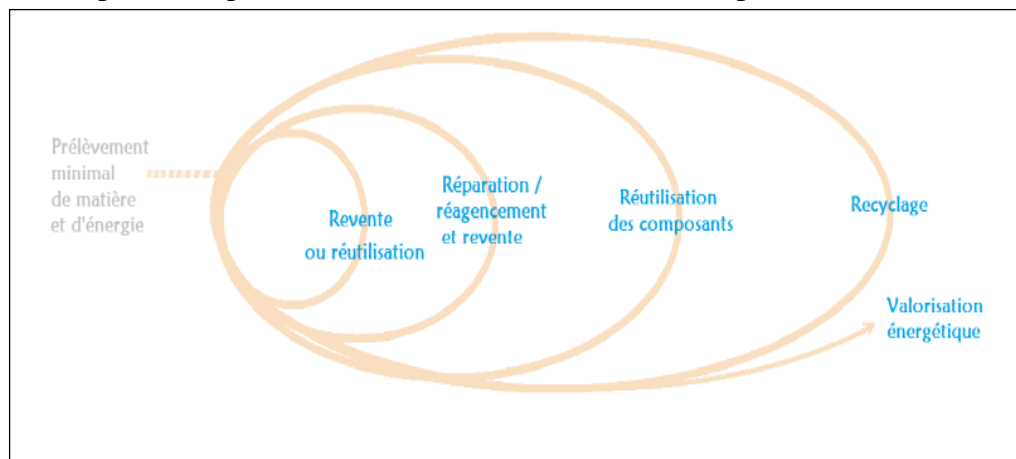 Prélèvement
minimal
de matière
et d'énergie
Revente
ou réutilisation
Réparation /
réagencement
et revente
Réutilisation
des composants
Recyclage
Valorisation
énergétique